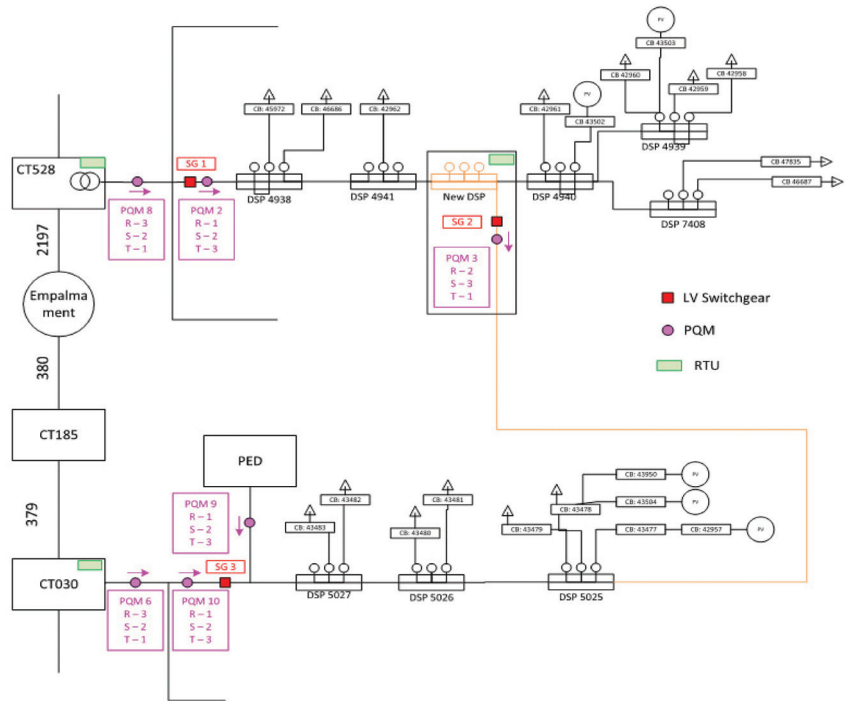 CB 43503
PV
CB 42960
CB 42958
CB 42959
CB: 45972
CB: 46686
CB: 42962
CB: 42961
PV
CB 43502
DSP 4939
SG 1
CT528
CB 47835
CB 46687
DSP 4938
DSP 4941
New DSP
DSP 4940
DSP 7408
PQM 8
R – 3
S – 2
T – 1
PQM 2
R – 1
S – 2
T – 3
SG 2
PQM 3
R – 2
S – 3
T – 1
2197
Empalma
ment
LV Switchgear
PQM
RTU
380
CT185
379
PED
PQM 9
R – 1
S – 2
T – 3
CB: 43482
CB: 43481
CB: 43483
CB: 43480
CB: 43950
PV
CB: 43478
CB: 43594
PV
CB: 43479
CB: 43477
CB: 42957
PV
SG 3
CT030
DSP 5027
DSP 5026
DSP 5025
PQM 6
R – 3
S – 2
T – 1
PQM 10
R – 1
S – 2
T – 3